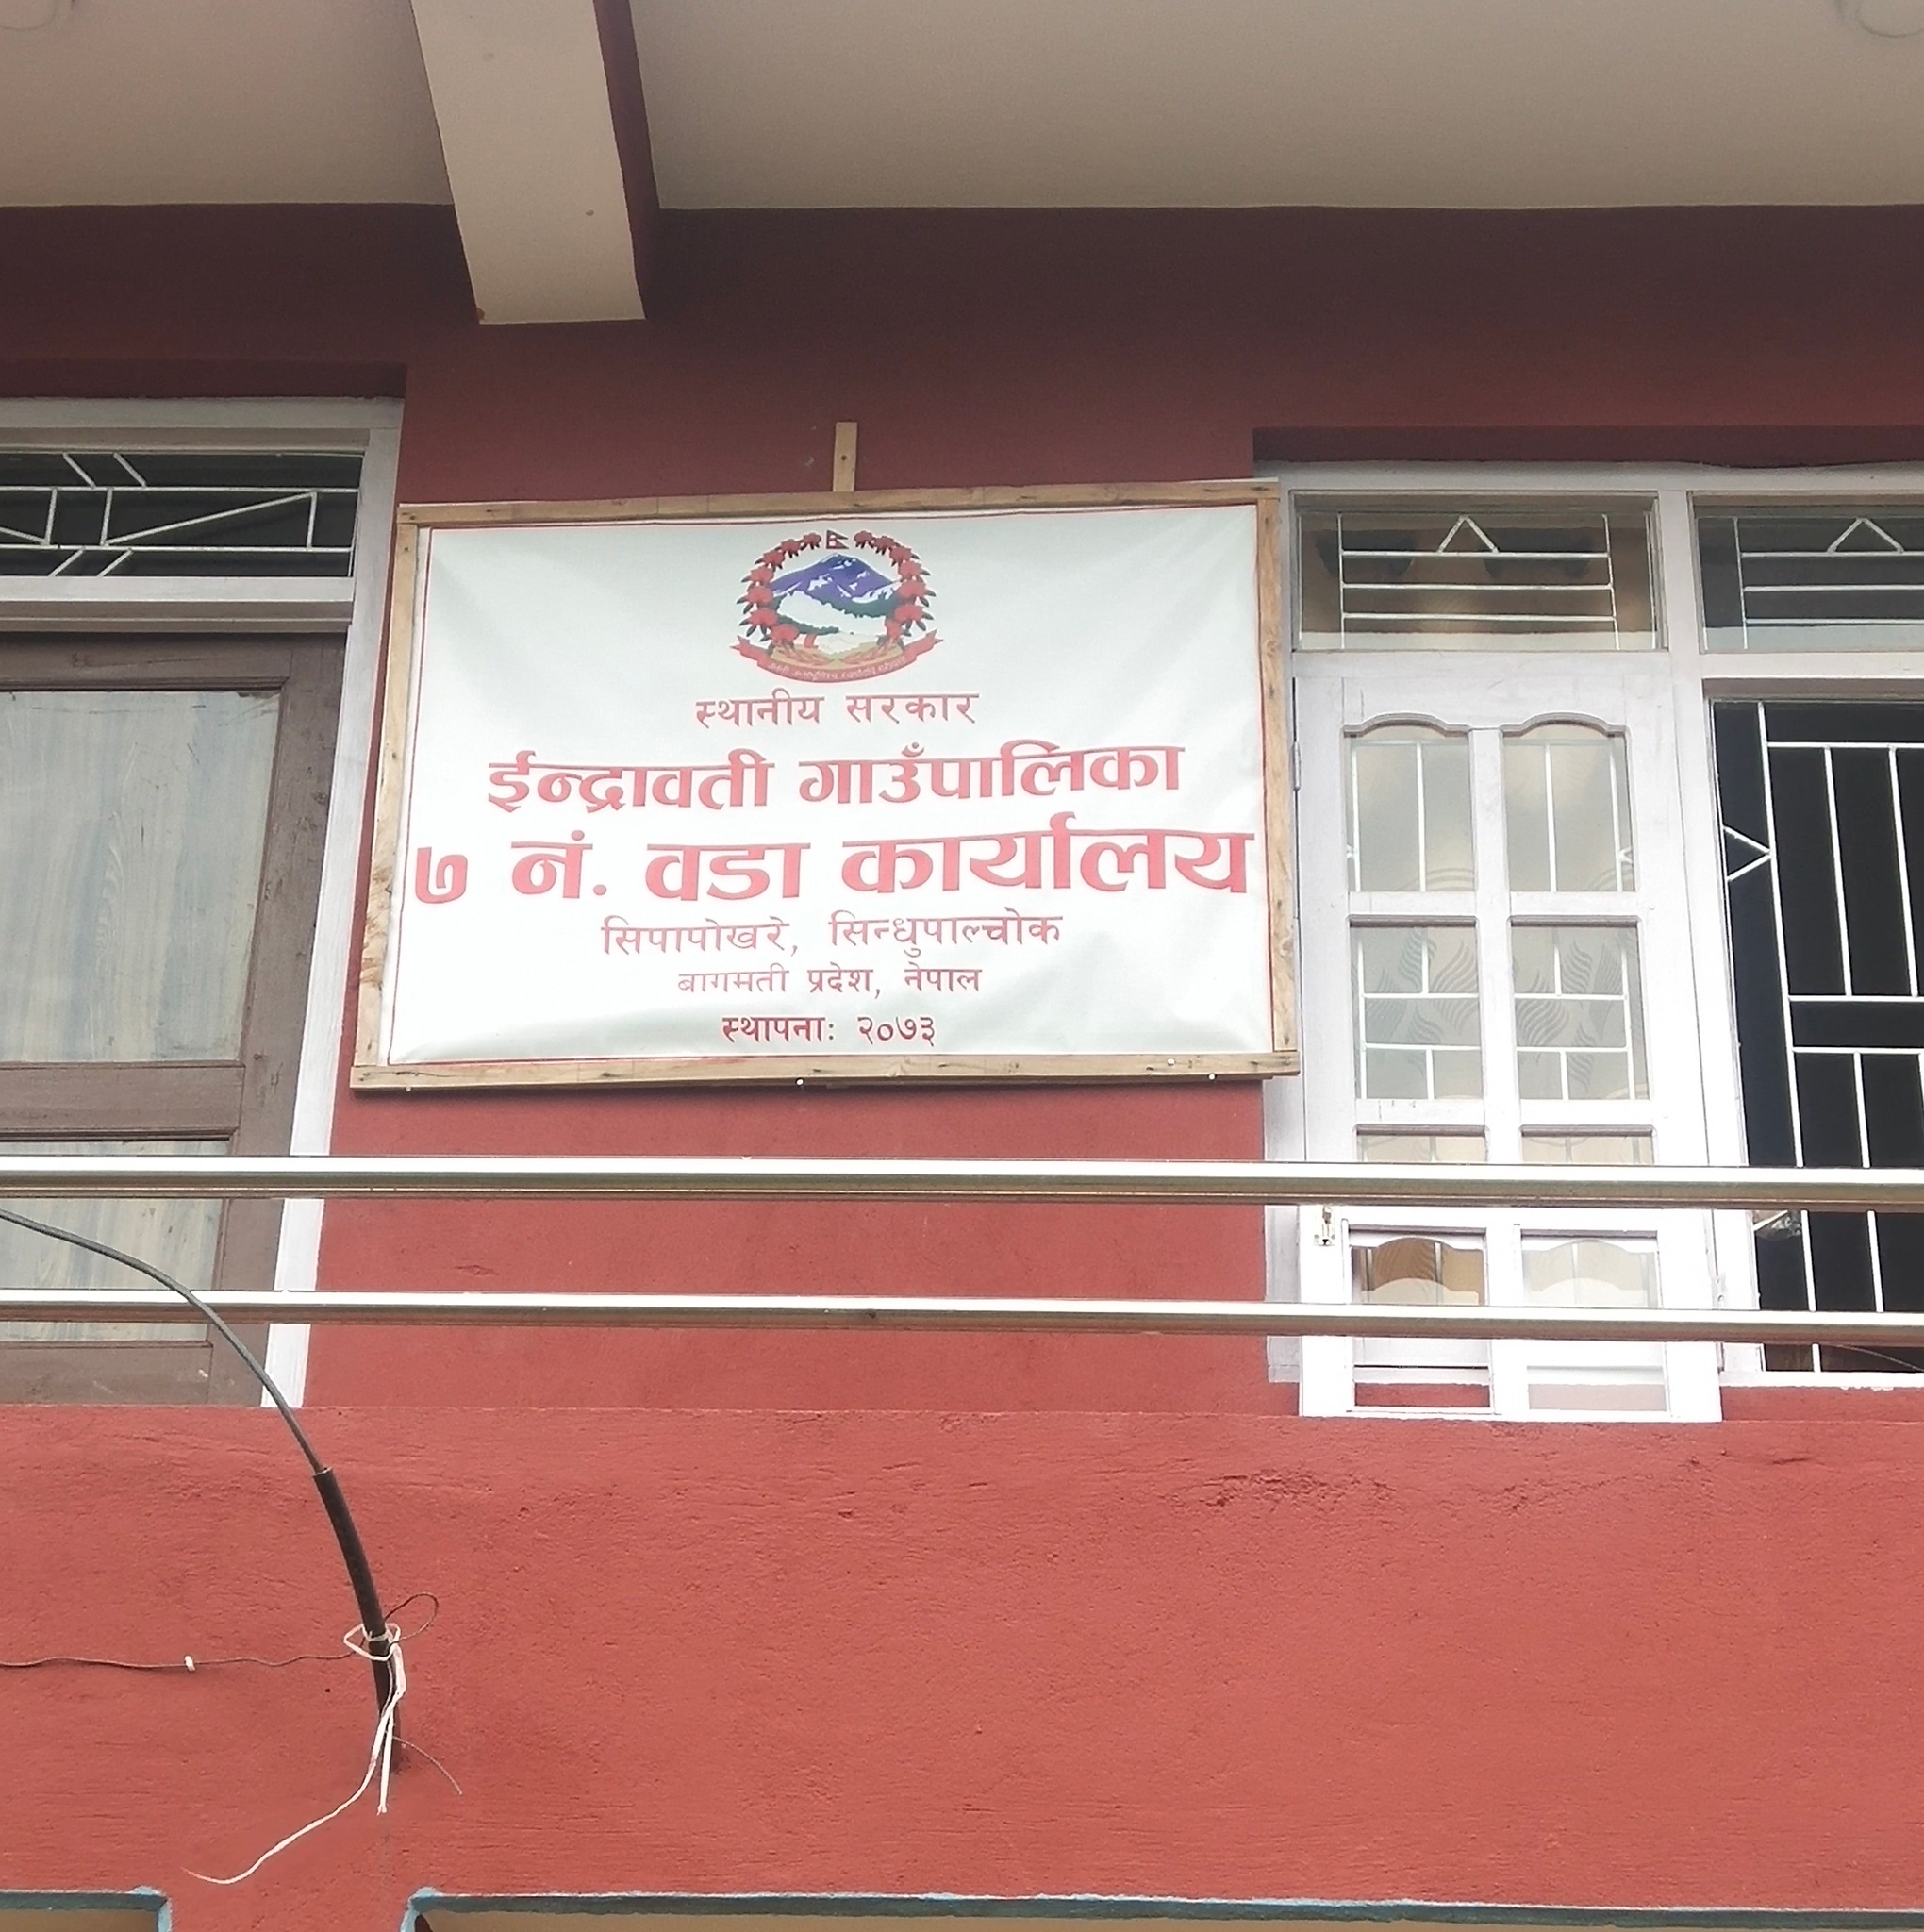 स्थानीय सरकार
ईन्द्रावती गाउँपालिका
७ नं. वडा कार्यालय
सिपापोखरे, सिन्धुपाल्चोक
बागमती प्रदेश, नेपाल
स्थापनाः २०७३